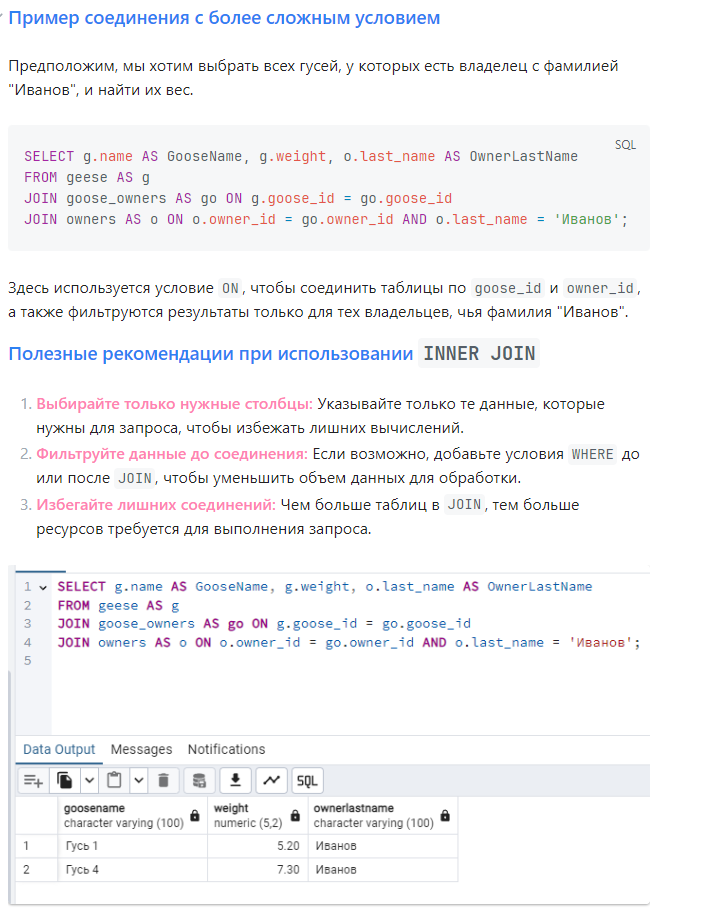 Пример соединения с более сложным условием
Предположим, мы хотим выбрать всех гусей, у которых есть владелец с фамилией
"Иванов", и найти их вес.
SQL
SELECT g.name AS GooseName, g.weight, o.last_name AS OwnerLastName
FROM geese AS g
JOIN goose_owners AS go ON g.goose_id = go.goose_id
JOIN owners AS o ON o.owner_id = go.owner_id AND o.last_name = 'Иванов';
Здесь используется условие ON, чтобы соединить таблицы по goose_id и owner_id,
а также фильтруются результаты только для тех владельцев, чья фамилия "Иванов".
Полезные рекомендации при использовании INNER JOIN
1. Выбирайте только нужные столбцы: Указывайте только те данные, которые
нужны для запроса, чтобы избежать лишних вычислений.
2. Фильтруйте данные до соединения: Если возможно, добавьте условия WHERE до
или после JOIN, чтобы уменьшить объем данных для обработки.
3. Избегайте лишних соединений: Чем больше таблиц в JOIN, тем больше
ресурсов требуется для выполнения запроса.
1 SELECT g.name AS GooseName, g.weight, o.last_name AS OwnerLastName
2 FROM geese AS g
3 JOIN goose_owners AS go ON g.goose_id = go.goose_id
4 JOIN owners AS o ON o.owner_id = go.owner_id AND o.last_name = 'Иванов';
5
Data Output Messages Notifications
SQL
goosename weight ownerlastname
character varying (100) numeric (5,2) character varying (100)
1 Гусь 1 5.20 Иванов
2 Гусь 4 7.30 Иванов